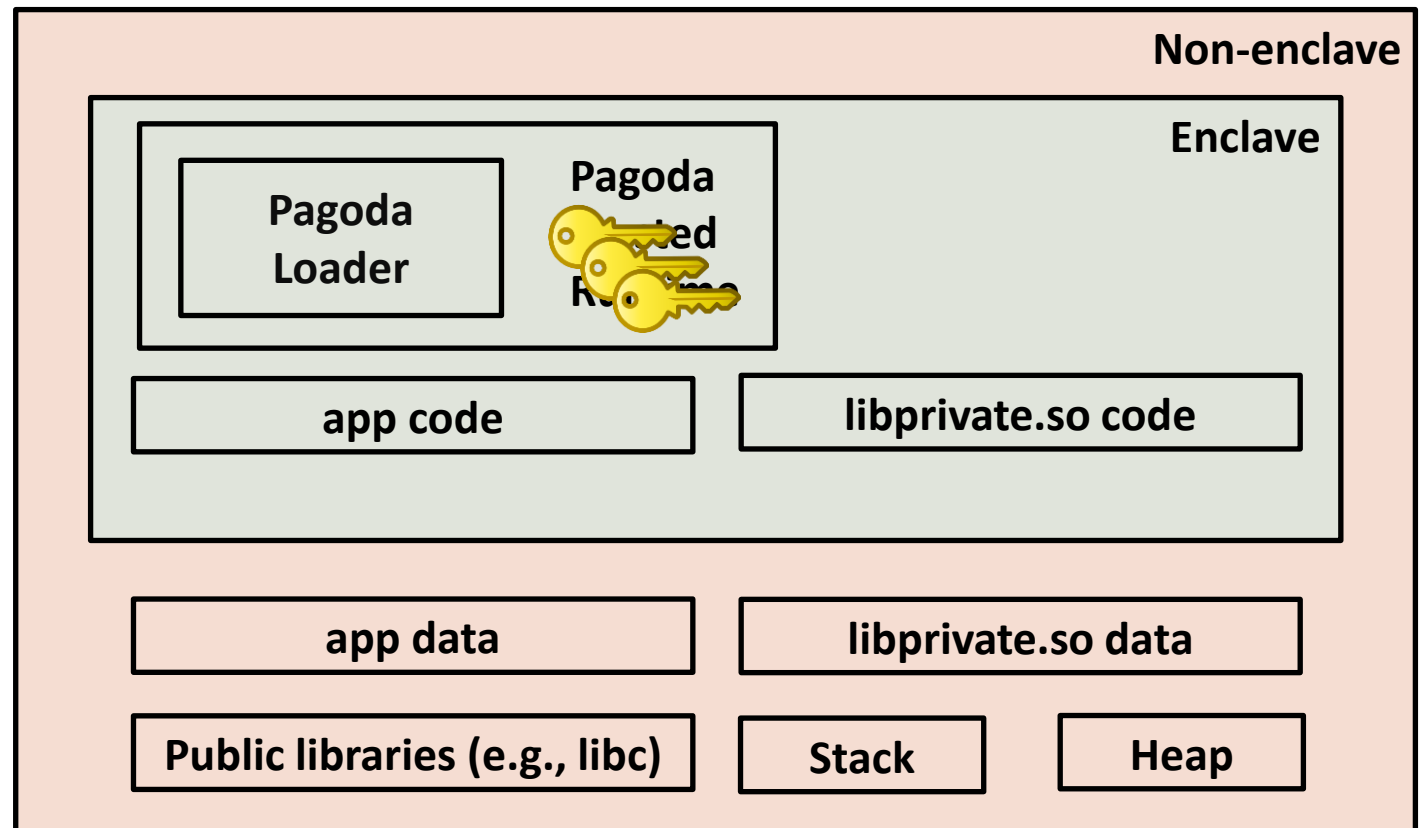 Non-enclave
Enclave
Pagoda
Loader
Pagoda
app code
libprivate.so code
app data
libprivate.so data
Public libraries (e.g., libc)
Stack
Heap